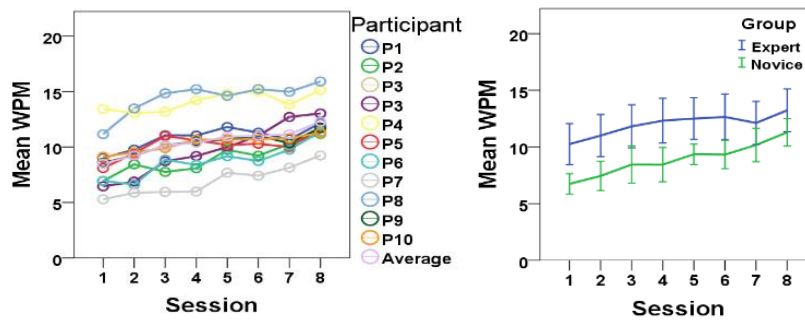 Participant
P1
P2
P3
P3
P4
P5
P6
P7
P8
P9
P10
Average
Mean WPM
20
15
10
5
0
1 2 3 4 5 6 7 8
Session
Group
Expert
Novice
Mean WPM
20
15
10
5
0
1 2 3 4 5 6 7 8
Session